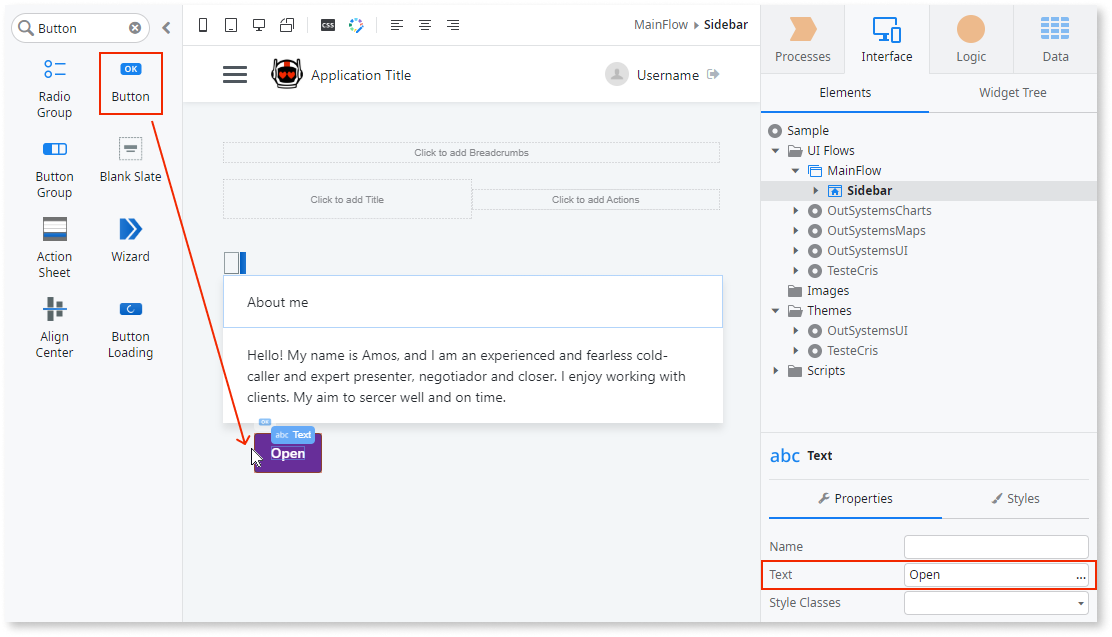 Button
Radio
Group
OK
Button
Button
Group
Blank Slate
Action
Sheet
Wizard
Align
Center
Button
Loading
CSS
MainFlow
Sidebar
Application Title
Username
Click to add Breadcrumbs
Click to add Title
Click to add Actions
About me
Hello! My name is Amos, and I am an experienced and fearless cold-
caller and expert presenter, negotiador and closer. I enjoy working with
clients. My aim to sercer well and on time.
OK
abc Text
Open
Processes
Interface
Logic
Data
Elements
Widget Tree
Sample
UI Flows
MainFlow
Sidebar
OutSystemsCharts
OutSystemsMaps
OutSystemsUI
TesteCris
Images
Themes
OutSystemsUI
TesteCris
Scripts
abc Text
Properties
Styles
Name
Text
Open
...
Style Classes